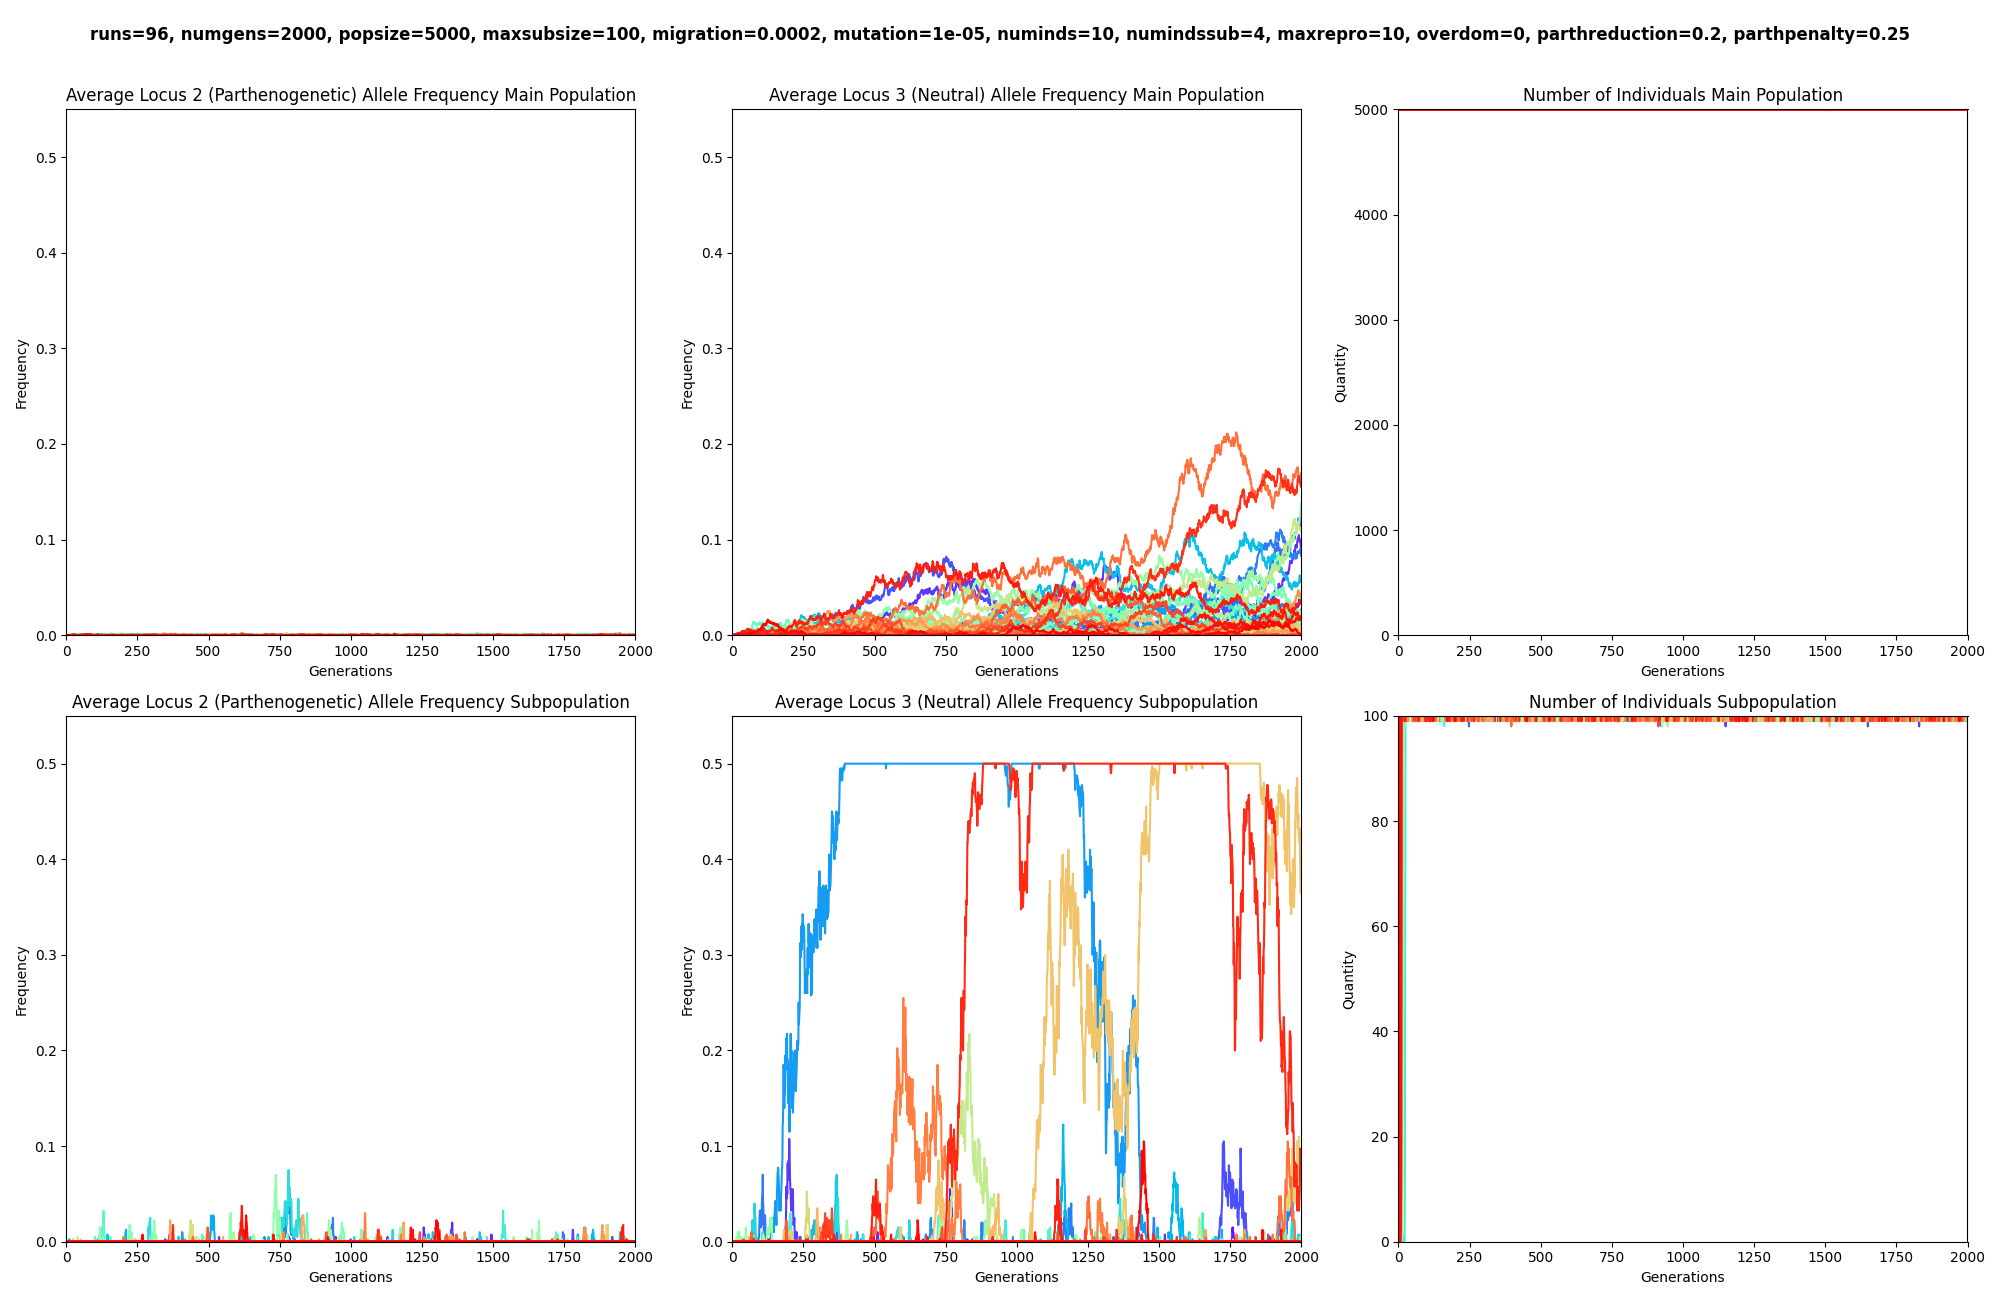 runs=96, numgens=2000, popsize=5000, maxsubsize=100, migration=0.0002, mutation=1e-05, numinds=10, numindssub=4, maxrepro=10, overdom=0, parthreduction=0.2, parthpenalty=0.25
Average Locus 2 (Parthenogenetic) Allele Frequency Main Population
Frequency
0.5
0.4
0.3
0.2
0.1
0.0
0 250 500 750 1000 1250 1500 1750 2000
Generations
Average Locus 3 (Neutral) Allele Frequency Main Population
Frequency
0.5
0.4
0.3
0.2
0.1
0.0
0 250 500 750 1000 1250 1500 1750 2000
Generations
Number of Individuals Main Population
Quantity
5000
4000
3000
2000
1000
0
0 250 500 750 1000 1250 1500 1750 2000
Generations
Average Locus 2 (Parthenogenetic) Allele Frequency Subpopulation
Frequency
0.5
0.4
0.3
0.2
0.1
0.0
0 250 500 750 1000 1250 1500 1750 2000
Generations
Average Locus 3 (Neutral) Allele Frequency Subpopulation
Frequency
0.5
0.4
0.3
0.2
0.1
0.0
0 250 500 750 1000 1250 1500 1750 2000
Generations
Number of Individuals Subpopulation
Quantity
100
80
60
40
20
0
0 250 500 750 1000 1250 1500 1750 2000
Generations